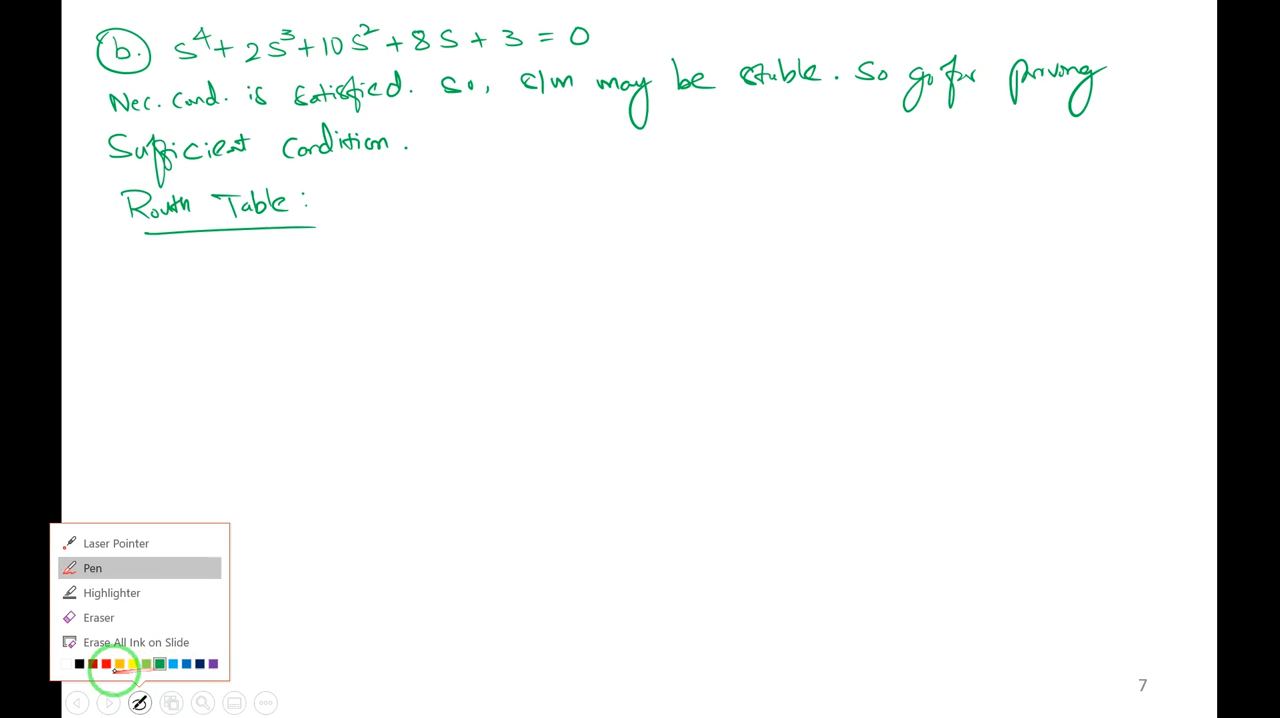 b. s⁴ + 2s³ + 10s² + 8s + 3 = 0
Nec. Cond. is satisfied. So, c/m may be stable. So go for proving
Sufficient Condition.
Routh Table:
Laser Pointer
Pen
Highlighter
Eraser
Erase All Ink on Slide
7